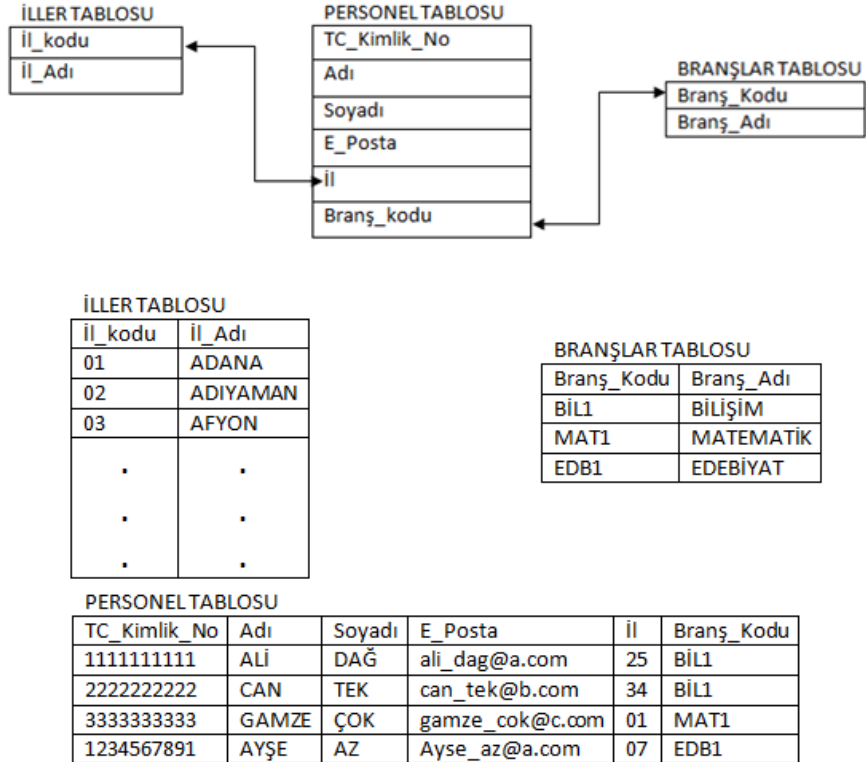 İLLER TABLOSU
İl_kodu
İl_Adı
PERSONEL TABLOSU
TC_Kimlik_No
Adı
Soyadı
E_Posta
İl
Branş_kodu
BRANŞLAR TABLOSU
Branş_Kodu
Branş_Adı
İLLER TABLOSU
İl_kodu İl_Adı
01 ADANA
02 ADIYAMAN
03 AFYON
. .
. .
. .
BRANŞLAR TABLOSU
Branş_Kodu Branş_Adı
BİL1 BİLİŞİM
MAT1 MATEMATİK
EDB1 EDEBİYAT
PERSONEL TABLOSU
TC_Kimlik_No Adı Soyadı E_Posta İl Branş_Kodu
1111111111 ALİ DAĞ ali_dag@a.com 25 BİL1
2222222222 CAN TEK can_tek@b.com 34 BİL1
3333333333 GAMZE ÇOK gamze_cok@c.com 01 MAT1
1234567891 AYŞE AZ Ayse_az@a.com 07 EDB1